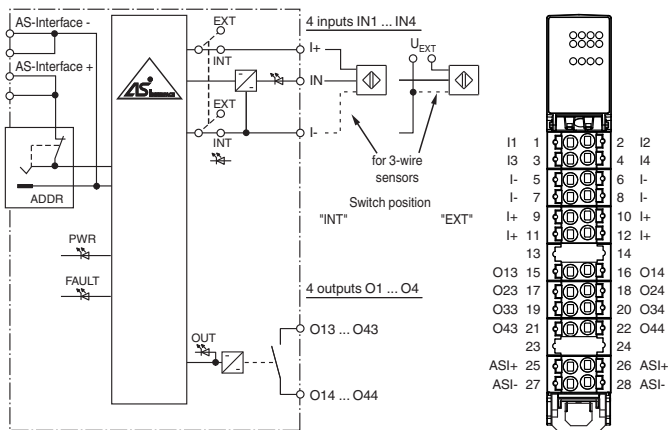 AS-Interface -
AS-Interface +
ADDR
PWR
FAULT
AS INTERFACE
EXT
INT
EXT
INT
OUT
4 inputs IN1 ... IN4
I+
IN
I-
UEXT
for 3-wire
sensors
Switch position
"INT" "EXT"
4 outputs O1 ... O4
O13 ... O43
O14 ... O44
I1 1 2 I2
I3 3 4 I4
I- 5 6 I-
I- 7 8 I-
I+ 9 10 I+
I+ 11 12 I+
13 14
O13 15 16 O14
O23 17 18 O24
O33 19 20 O34
O43 21 22 O44
23 24
ASI+ 25 26 ASI+
ASI- 27 28 ASI-